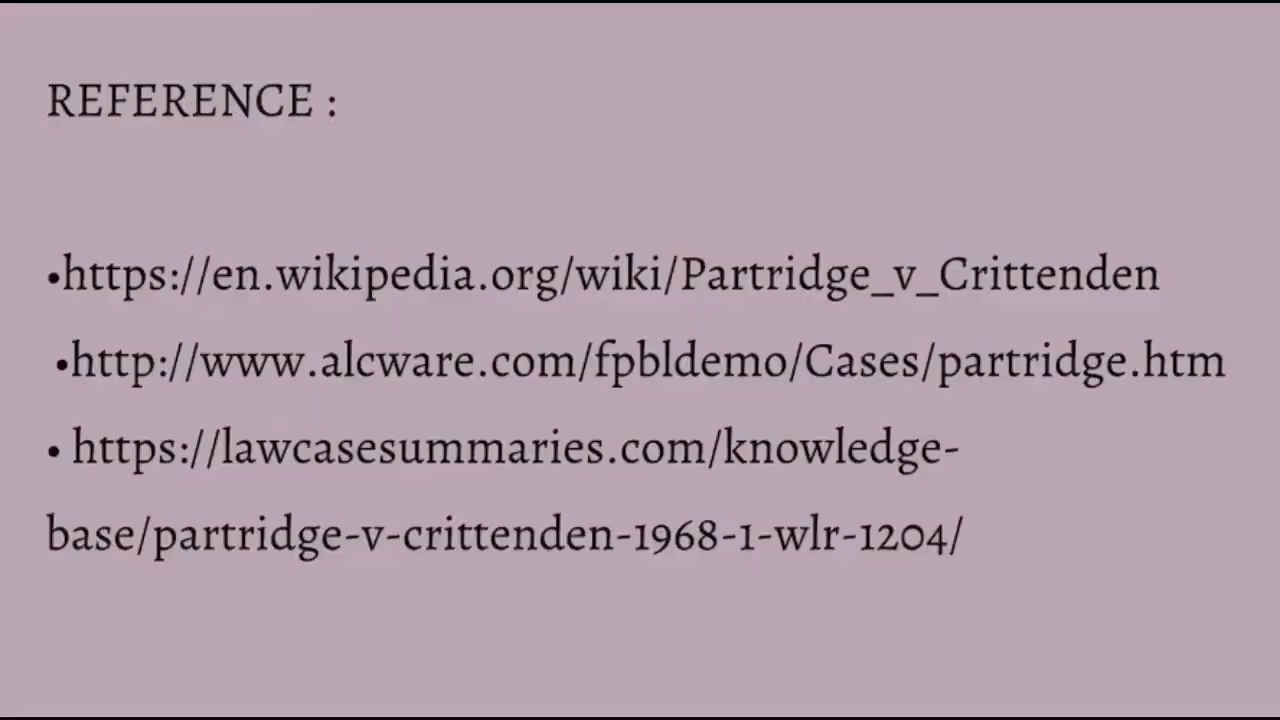 REFERENCE :
•https://en.wikipedia.org/wiki/Partridge_v_Crittenden
•http://www.alcware.com/fpbldemo/Cases/partridge.htm
• https://lawcasesummaries.com/knowledge-
base/partridge-v-crittenden-1968-1-wlr-1204/